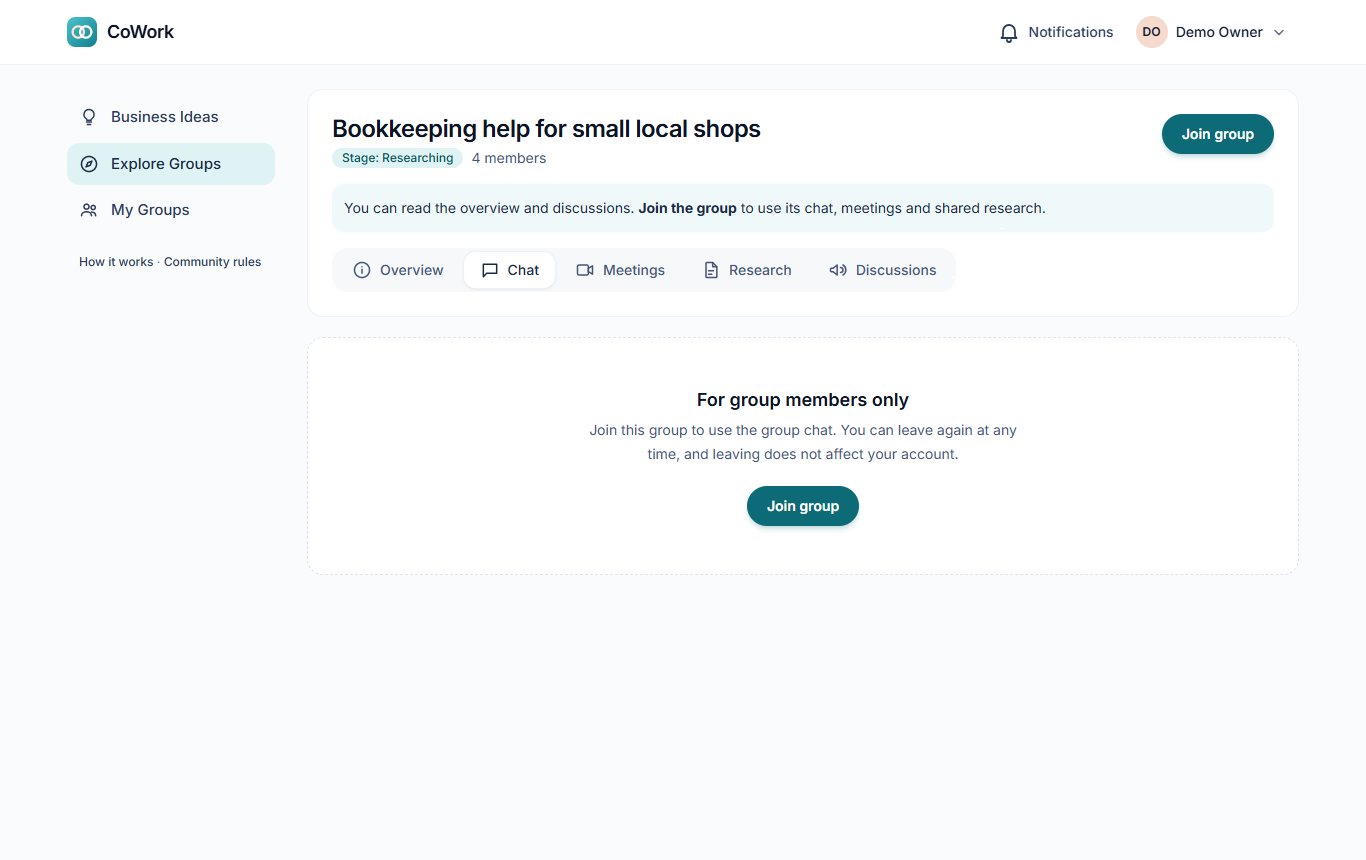 CoWork
Notifications
DO
Demo Owner
Business Ideas
Explore Groups
My Groups
How it works · Community rules
Bookkeeping help for small local shops
Join group
Stage: Researching
4 members
You can read the overview and discussions. Join the group to use its chat, meetings and shared research.
Overview
Chat
Meetings
Research
Discussions
For group members only
Join this group to use the group chat. You can leave again at any
time, and leaving does not affect your account.
Join group